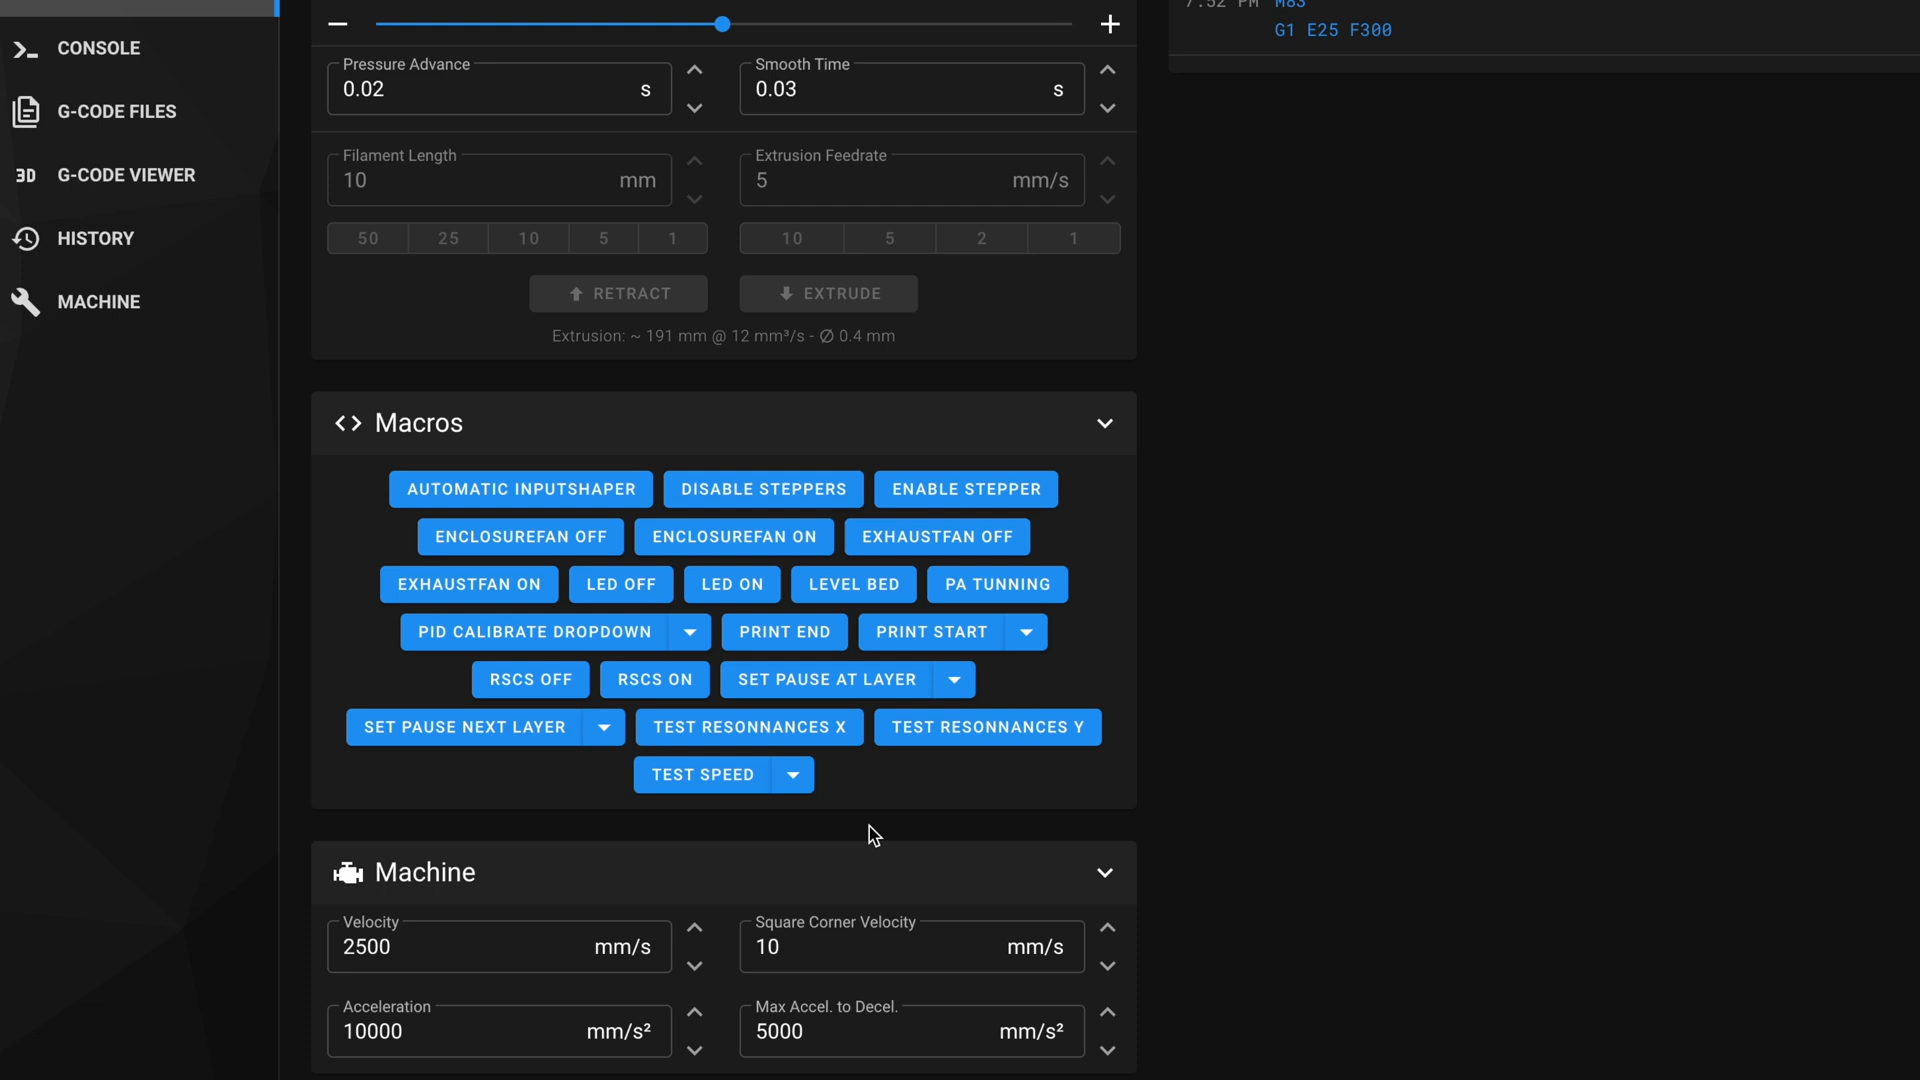 7:52 PM M83
G1 E25 F300
CONSOLE
G-CODE FILES
3D G-CODE VIEWER
HISTORY
MACHINE
Pressure Advance
0.02 s
Smooth Time
0.03 s
Filament Length
10 mm
Extrusion Feedrate
5 mm/s
50 25 10 5 1
10 5 2 1
RETRACT
EXTRUDE
Extrusion: ~ 191 mm @ 12 mm³/s - ∅ 0.4 mm
Macros
AUTOMATIC INPUTSHAPER DISABLE STEPPERS ENABLE STEPPER
ENCLOSUREFAN OFF ENCLOSUREFAN ON EXHAUSTFAN OFF
EXHAUSTFAN ON LED OFF LED ON LEVEL BED PA TUNNING
PID CALIBRATE DROPDOWN PRINT END PRINT START
RSCS OFF RSCS ON SET PAUSE AT LAYER
SET PAUSE NEXT LAYER TEST RESONNANCES X TEST RESONNANCES Y
TEST SPEED
Machine
Velocity
2500 mm/s
Square Corner Velocity
10 mm/s
Acceleration
10000 mm/s²
Max Accel. to Decel.
5000 mm/s²